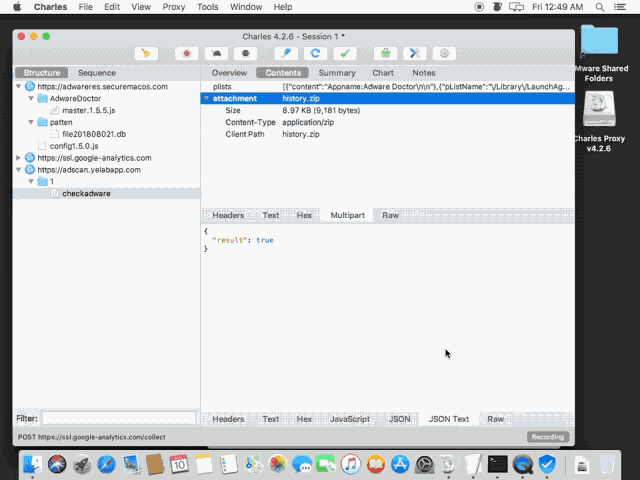 Charles File Edit View Proxy Tools Window Help Fri 12:49 AM
Charles 4.2.6 - Session 1 *
Structure Sequence
Overview Contents Summary Chart Notes
https://adwareres.securemacos.com
AdwareDoctor
master.1.5.5.js
patten
file201808021.db
config1.5.0.js
https://ssl.google-analytics.com
https://adscan.yelabapp.com
1
checkadware
plists [{"content":"Appname:Adware Doctor\n\n"},{"pListName":"\/Library\/LaunchAg...
attachment history.zip
Size 8.97 KB (9,181 bytes)
Content-Type application/zip
Client Path history.zip
Headers Text Hex Multipart Raw
{
"result": true
}
Headers Text Hex JavaScript JSON JSON Text Raw
Filter:
POST https://ssl.google-analytics.com/collect
Recording
Mware Shared
Folders
Charles Proxy
v4.2.6
10